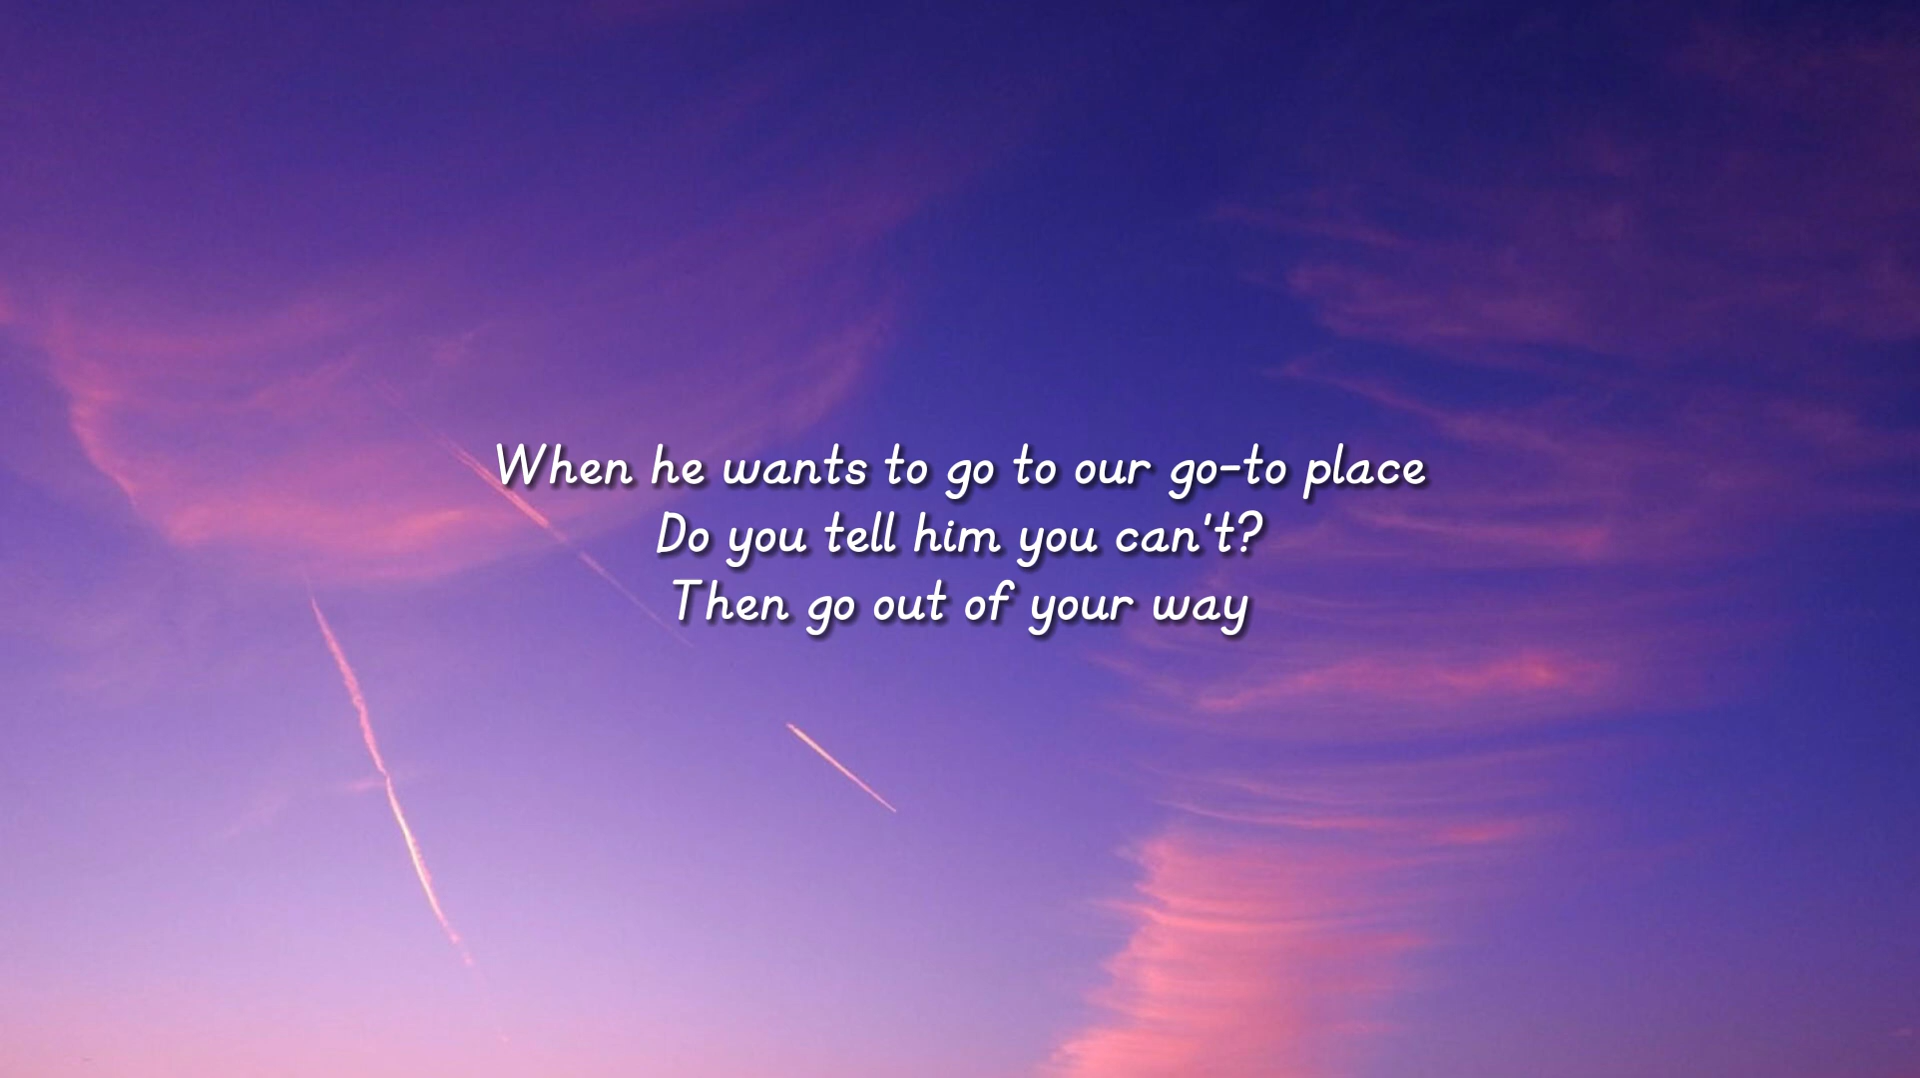 When he wants to go to our go-to place
Do you tell him you can't?
Then go out of your way